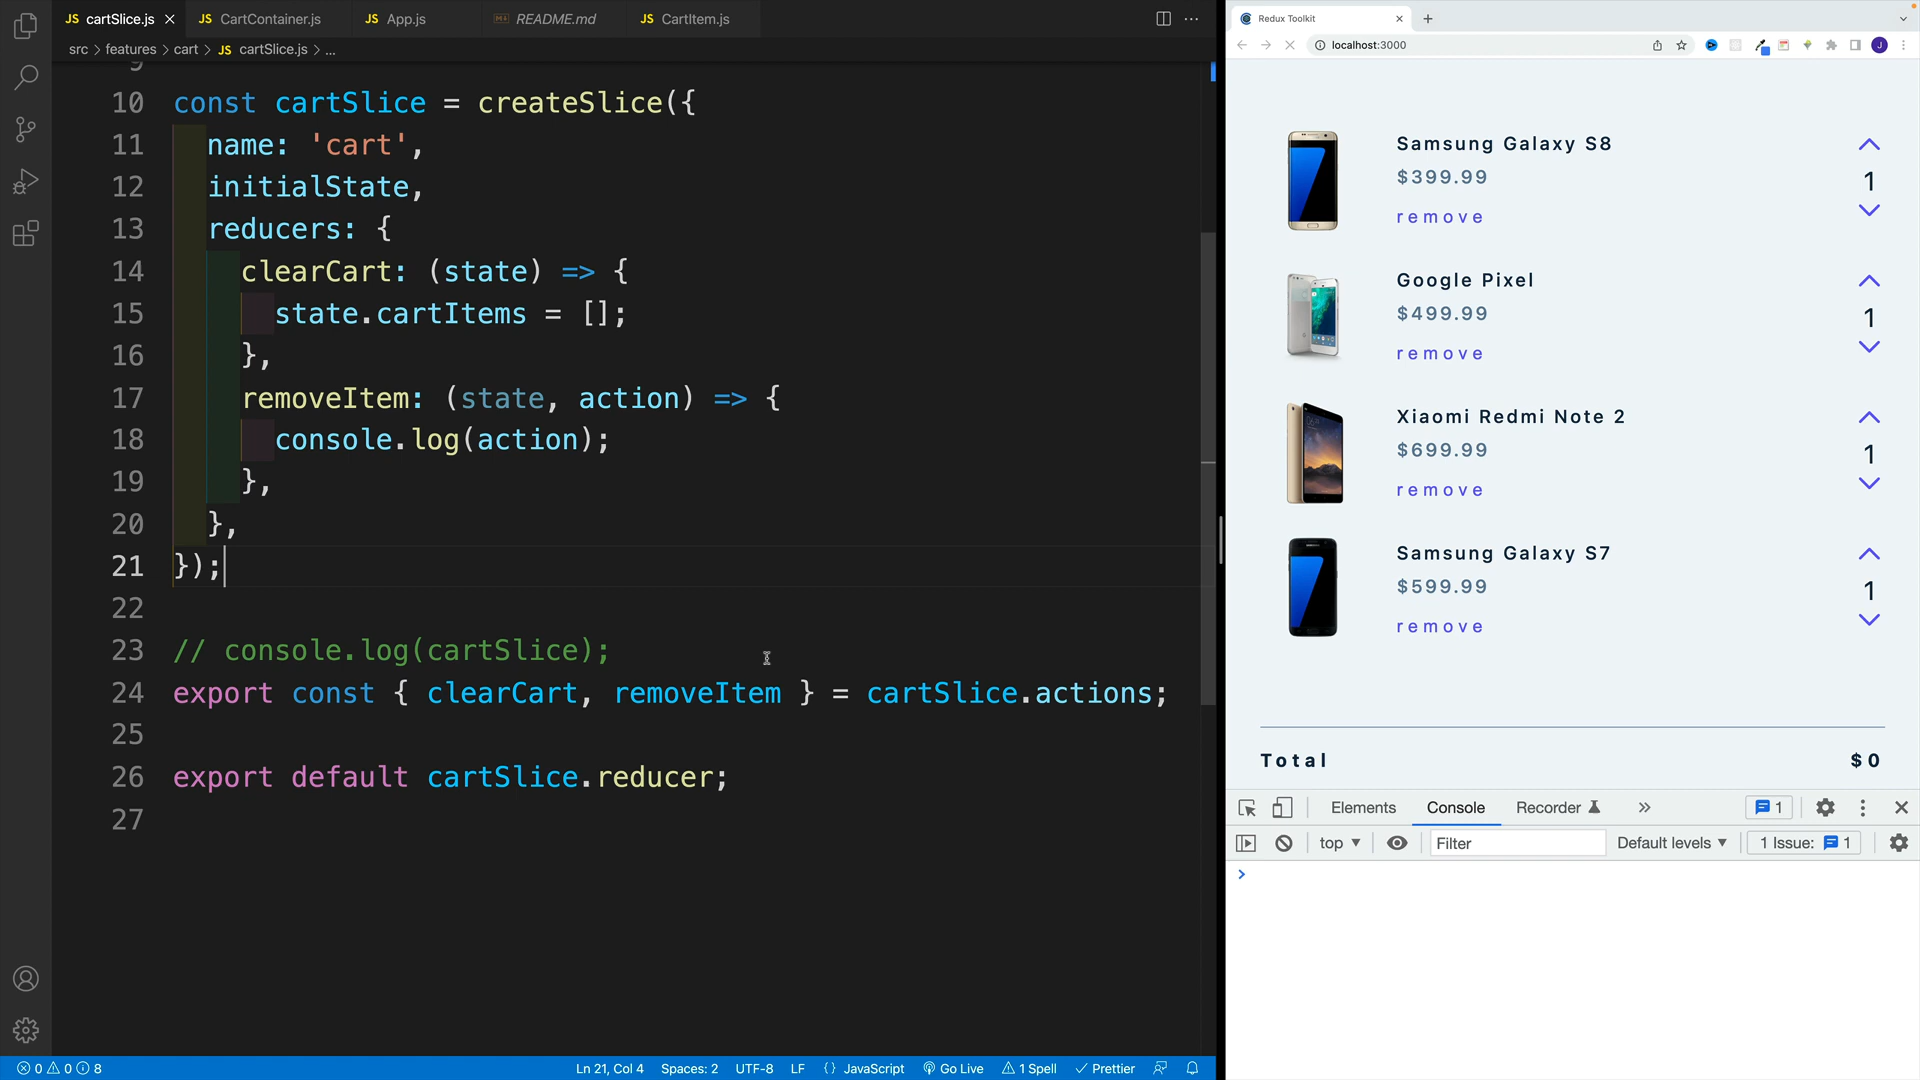 JS cartSlice.js
JS CartContainer.js
JS App.js
README.md
JS CartItem.js
src > features > cart > JS cartSlice.js > ...
9
10 const cartSlice = createSlice({
11 name: 'cart',
12 initialState,
13 reducers: {
14 clearCart: (state) => {
15 state.cartItems = [];
16 },
17 removeItem: (state, action) => {
18 console.log(action);
19 },
20 },
21 });
22
23 // console.log(cartSlice);
24 export const { clearCart, removeItem } = cartSlice.actions;
25
26 export default cartSlice.reducer;
27
0 0 8
Ln 21, Col 4 Spaces: 2 UTF-8 LF {} JavaScript Go Live 1 Spell Prettier
Redux Toolkit
localhost:3000
J
Samsung Galaxy S8
$399.99
remove
1
Google Pixel
$499.99
remove
1
Xiaomi Redmi Note 2
$699.99
remove
1
Samsung Galaxy S7
$599.99
remove
1
Total $0
Elements Console Recorder 1
top Filter Default levels 1 Issue: 1